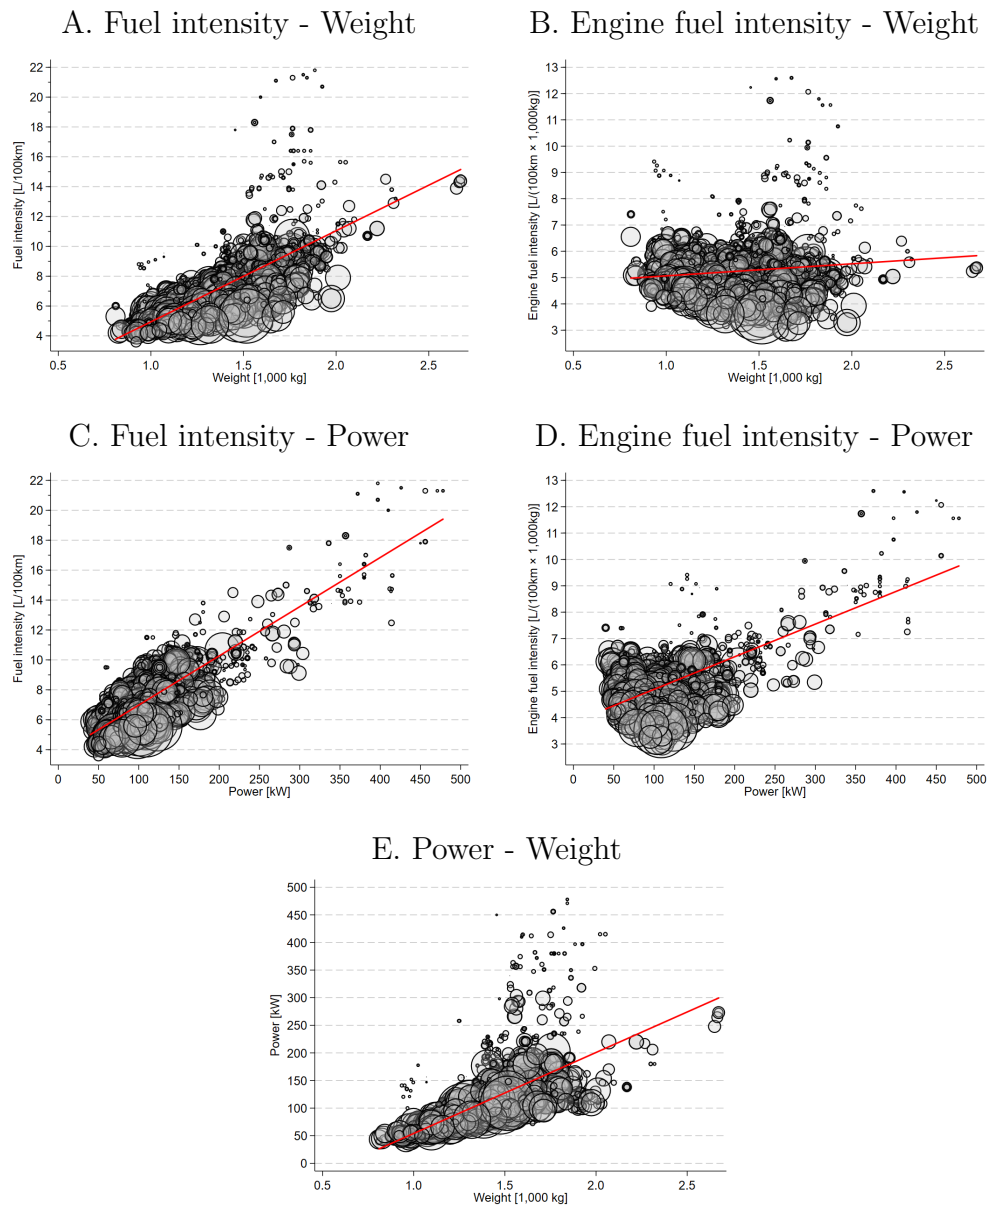 A. Fuel intensity - Weight
B. Engine fuel intensity - Weight
Fuel intensity [L/100km]
22
20
18
16
14
12
10
8
6
4
0.5 1.0 1.5 2.0 2.5
Weight [1,000 kg]
Engine fuel intensity [L/(100km × 1,000kg)]
13
12
11
10
9
8
7
6
5
4
3
0.5 1.0 1.5 2.0 2.5
Weight [1,000 kg]
C. Fuel intensity - Power
D. Engine fuel intensity - Power
Fuel intensity [L/100km]
22
20
18
16
14
12
10
8
6
4
0 50 100 150 200 250 300 350 400 450 500
Power [kW]
Engine fuel intensity [L/(100km × 1,000kg)]
13
12
11
10
9
8
7
6
5
4
3
0 50 100 150 200 250 300 350 400 450 500
Power [kW]
E. Power - Weight
Power [kW]
500
450
400
350
300
250
200
150
100
50
0
0.5 1.0 1.5 2.0 2.5
Weight [1,000 kg]